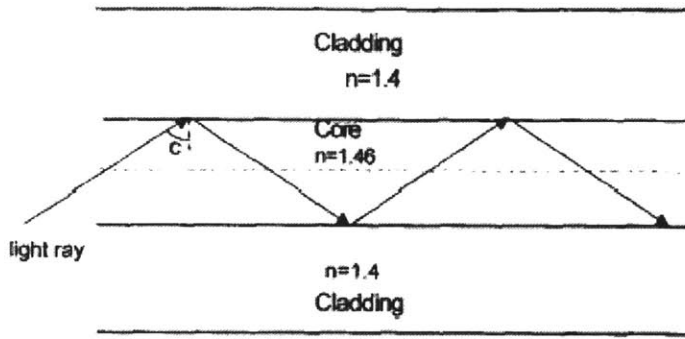 Cladding
n=1.4
Core
n=1.46
c
light ray
n=1.4
Cladding